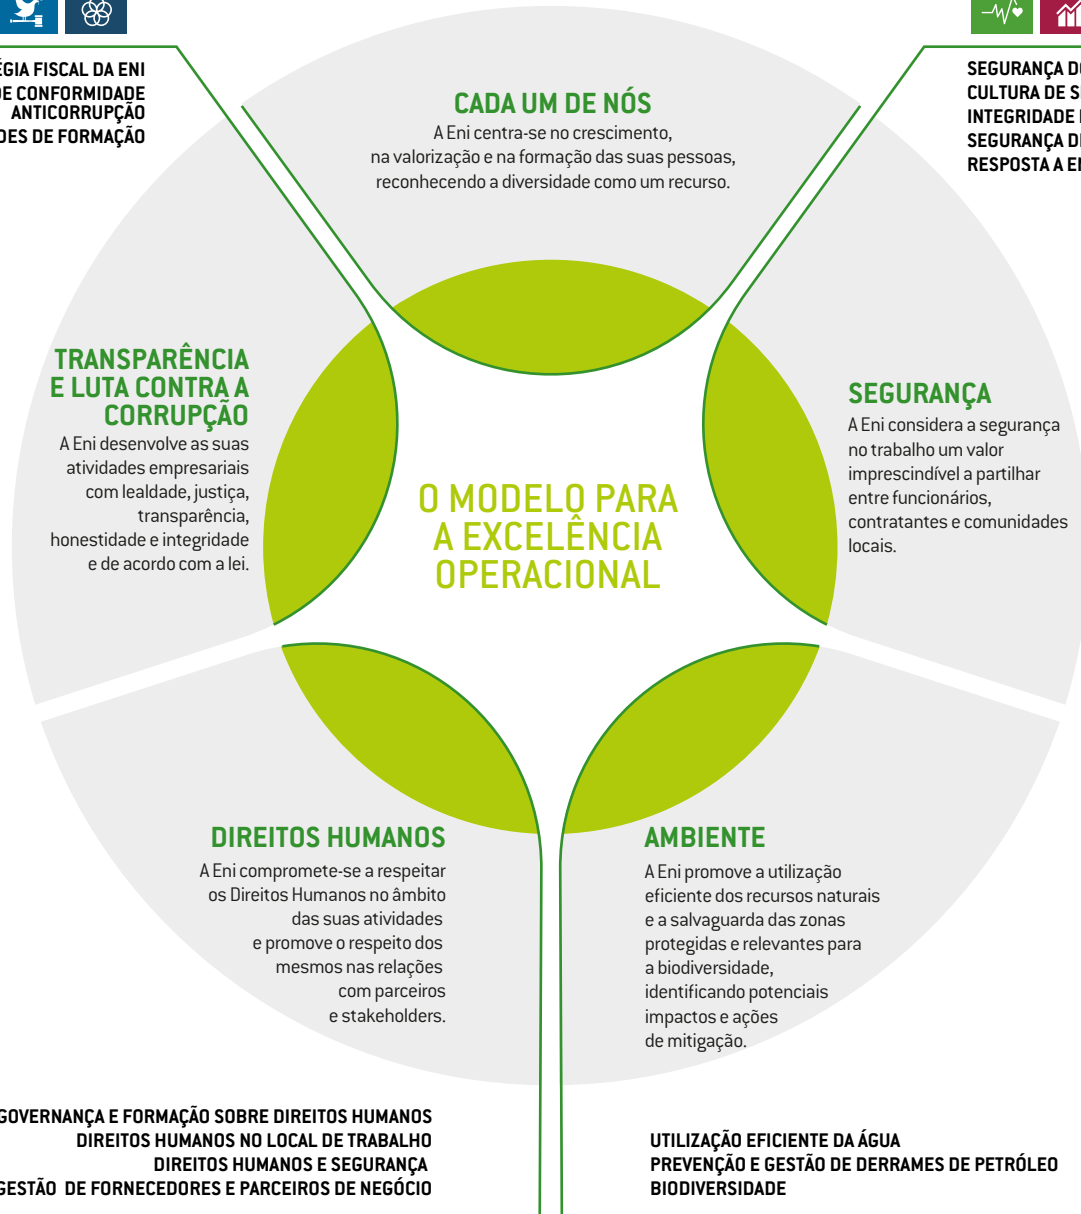 ÉGIA FISCAL DA ENI
DE CONFORMIDADE
ANTICORRUPÇÃO
DES DE FORMAÇÃO
SEGURANÇA
CULTURA DE
INTEGRIDADE
SEGURANÇA
RESPOSTA A
CADA UM DE NÓS
A Eni centra-se no crescimento,
na valorização e na formação das suas pessoas,
reconhecendo a diversidade como um recurso.
TRANSPARÊNCIA
E LUTA CONTRA A
CORRUPÇÃO
A Eni desenvolve as suas
atividades empresariais
com lealdade, justiça,
transparência,
honestidade e integridade
e de acordo com a lei.
O MODELO PARA
A EXCELÊNCIA
OPERACIONAL
SEGURANÇA
A Eni considera a segurança
no trabalho um valor
imprescindível a partilhar
entre funcionários,
contratantes e comunidades
locais.
DIREITOS HUMANOS
A Eni compromete-se a respeitar
os Direitos Humanos no âmbito
das suas atividades
e promove o respeito dos
mesmos nas relações
com parceiros
e stakeholders.
AMBIENTE
A Eni promove a utilização
eficiente dos recursos naturais
e a salvaguarda das zonas
protegidas e relevantes para
a biodiversidade,
identificando potenciais
impactos e ações
de mitigação.
GOVERNANÇA E FORMAÇÃO SOBRE DIREITOS HUMANOS
DIREITOS HUMANOS NO LOCAL DE TRABALHO
DIREITOS HUMANOS E SEGURANÇA
GESTÃO DE FORNECEDORES E PARCEIROS DE NEGÓCIO
UTILIZAÇÃO EFICIENTE DA ÁGUA
PREVENÇÃO E GESTÃO DE DERRAMES DE PETRÓLEO
BIODIVERSIDADE